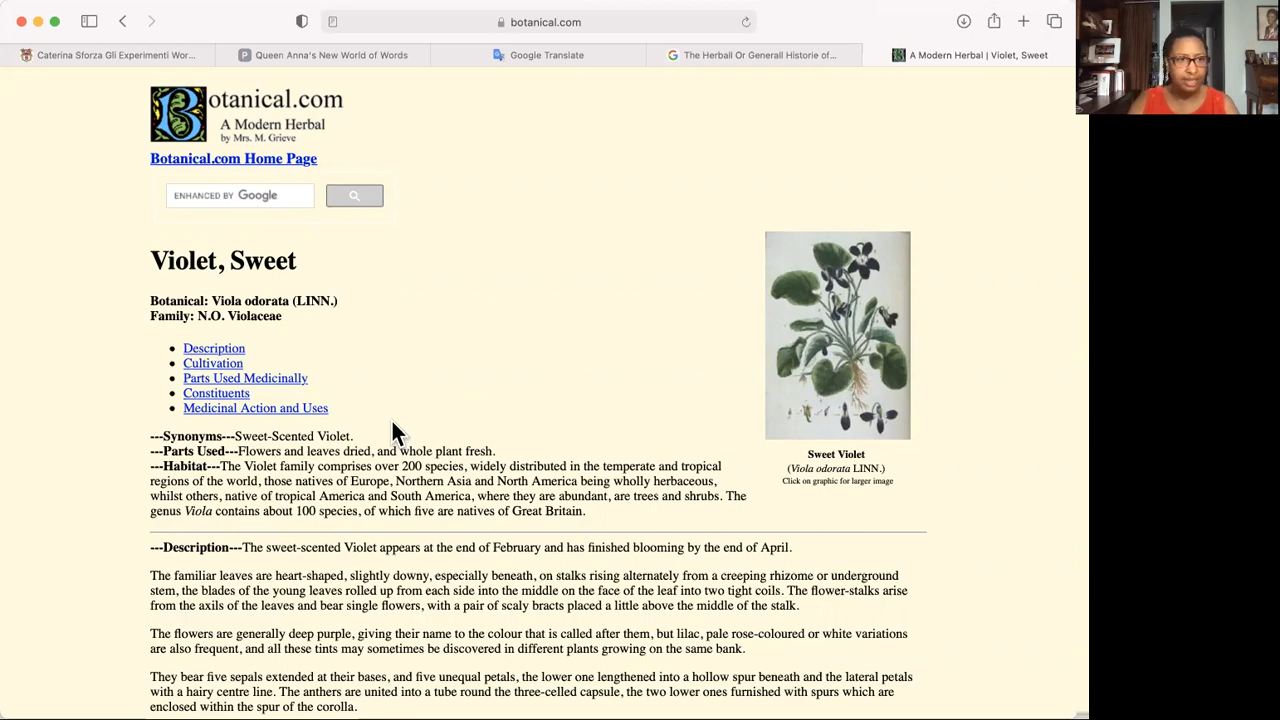 botanical.com
Caterina Sforza Gli Experimenti Wor...
Queen Anna's New World of Words
Google Translate
The Herball Or Generall Historie of...
A Modern Herbal | Violet, Sweet
Botanical.com
A Modern Herbal
by Mrs. M. Grieve
Botanical.com Home Page
ENHANCED BY Google
Violet, Sweet
Botanical: Viola odorata (LINN.)
Family: N.O. Violaceae
Description
Cultivation
Parts Used Medicinally
Constituents
Medicinal Action and Uses
---Synonyms---Sweet-Scented Violet.
---Parts Used---Flowers and leaves dried, and whole plant fresh.
---Habitat---The Violet family comprises over 200 species, widely distributed in the temperate and tropical
regions of the world, those natives of Europe, Northern Asia and North America being wholly herbaceous,
whilst others, native of tropical America and South America, where they are abundant, are trees and shrubs. The
genus Viola contains about 100 species, of which five are natives of Great Britain.
Sweet Violet
(Viola odorata LINN.)
Click on graphic for larger image
---Description---The sweet-scented Violet appears at the end of February and has finished blooming by the end of April.
The familiar leaves are heart-shaped, slightly downy, especially beneath, on stalks rising alternately from a creeping rhizome or underground
stem, the blades of the young leaves rolled up from each side into the middle on the face of the leaf into two tight coils. The flower-stalks arise
from the axils of the leaves and bear single flowers, with a pair of scaly bracts placed a little above the middle of the stalk.
The flowers are generally deep purple, giving their name to the colour that is called after them, but lilac, pale rose-coloured or white variations
are also frequent, and all these tints may sometimes be discovered in different plants growing on the same bank.
They bear five sepals extended at their bases, and five unequal petals, the lower one lengthened into a hollow spur beneath and the lateral petals
with a hairy centre line. The anthers are united into a tube round the three-celled capsule, the two lower ones furnished with spurs which are
enclosed within the spur of the corolla.